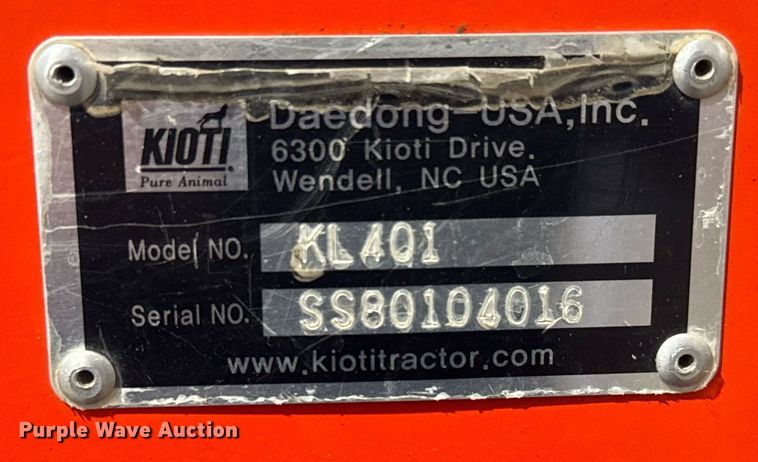 KIOTI
Pure Animal
Daedong-USA,Inc.
6300 Kioti Drive.
Wendell, NC USA
Model NO. KL401
Serial NO. SS80104016
www.kiotitractor.com
Purple Wave Auction